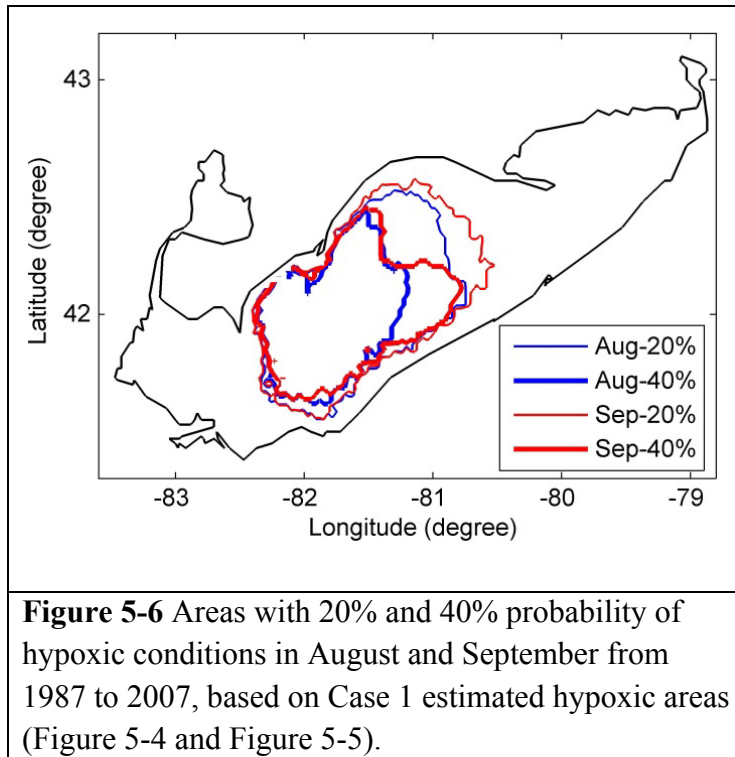 43
42
Latitude (degree)
Aug-20%
Aug-40%
Sep-20%
Sep-40%
-83 -82 -81 -80 -79
Longitude (degree)
Figure 5-6 Areas with 20% and 40% probability of
hypoxic conditions in August and September from
1987 to 2007, based on Case 1 estimated hypoxic areas
(Figure 5-4 and Figure 5-5).